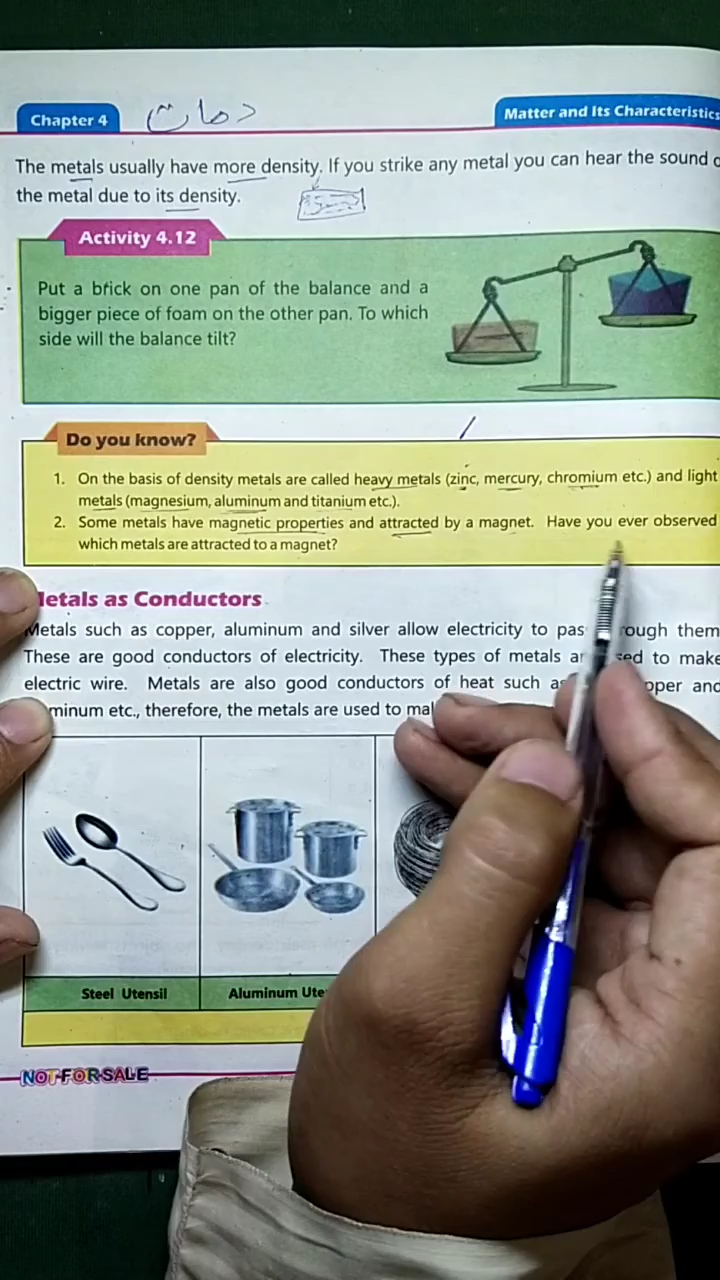 Chapter 4
دھات
Matter and Its Characteristics
The metals usually have more density. If you strike any metal you can hear the sound
the metal due to its density.
Activity 4.12
Put a brick on one pan of the balance and a
bigger piece of foam on the other pan. To which
side will the balance tilt?
Do you know?
1. On the basis of density metals are called heavy metals (zinc, mercury, chromium etc.) and light
metals (magnesium, aluminum and titanium etc.).
2. Some metals have magnetic properties and attracted by a magnet. Have you ever observed
which metals are attracted to a magnet?
Metals as Conductors
Metals such as copper, aluminum and silver allow electricity to pas rough them
These are good conductors of electricity. These types of metals a ed to make
electric wire. Metals are also good conductors of heat such as pper and
minum etc., therefore, the metals are used to ma
Steel Utensil
Aluminum Ute
NOT FOR SALE